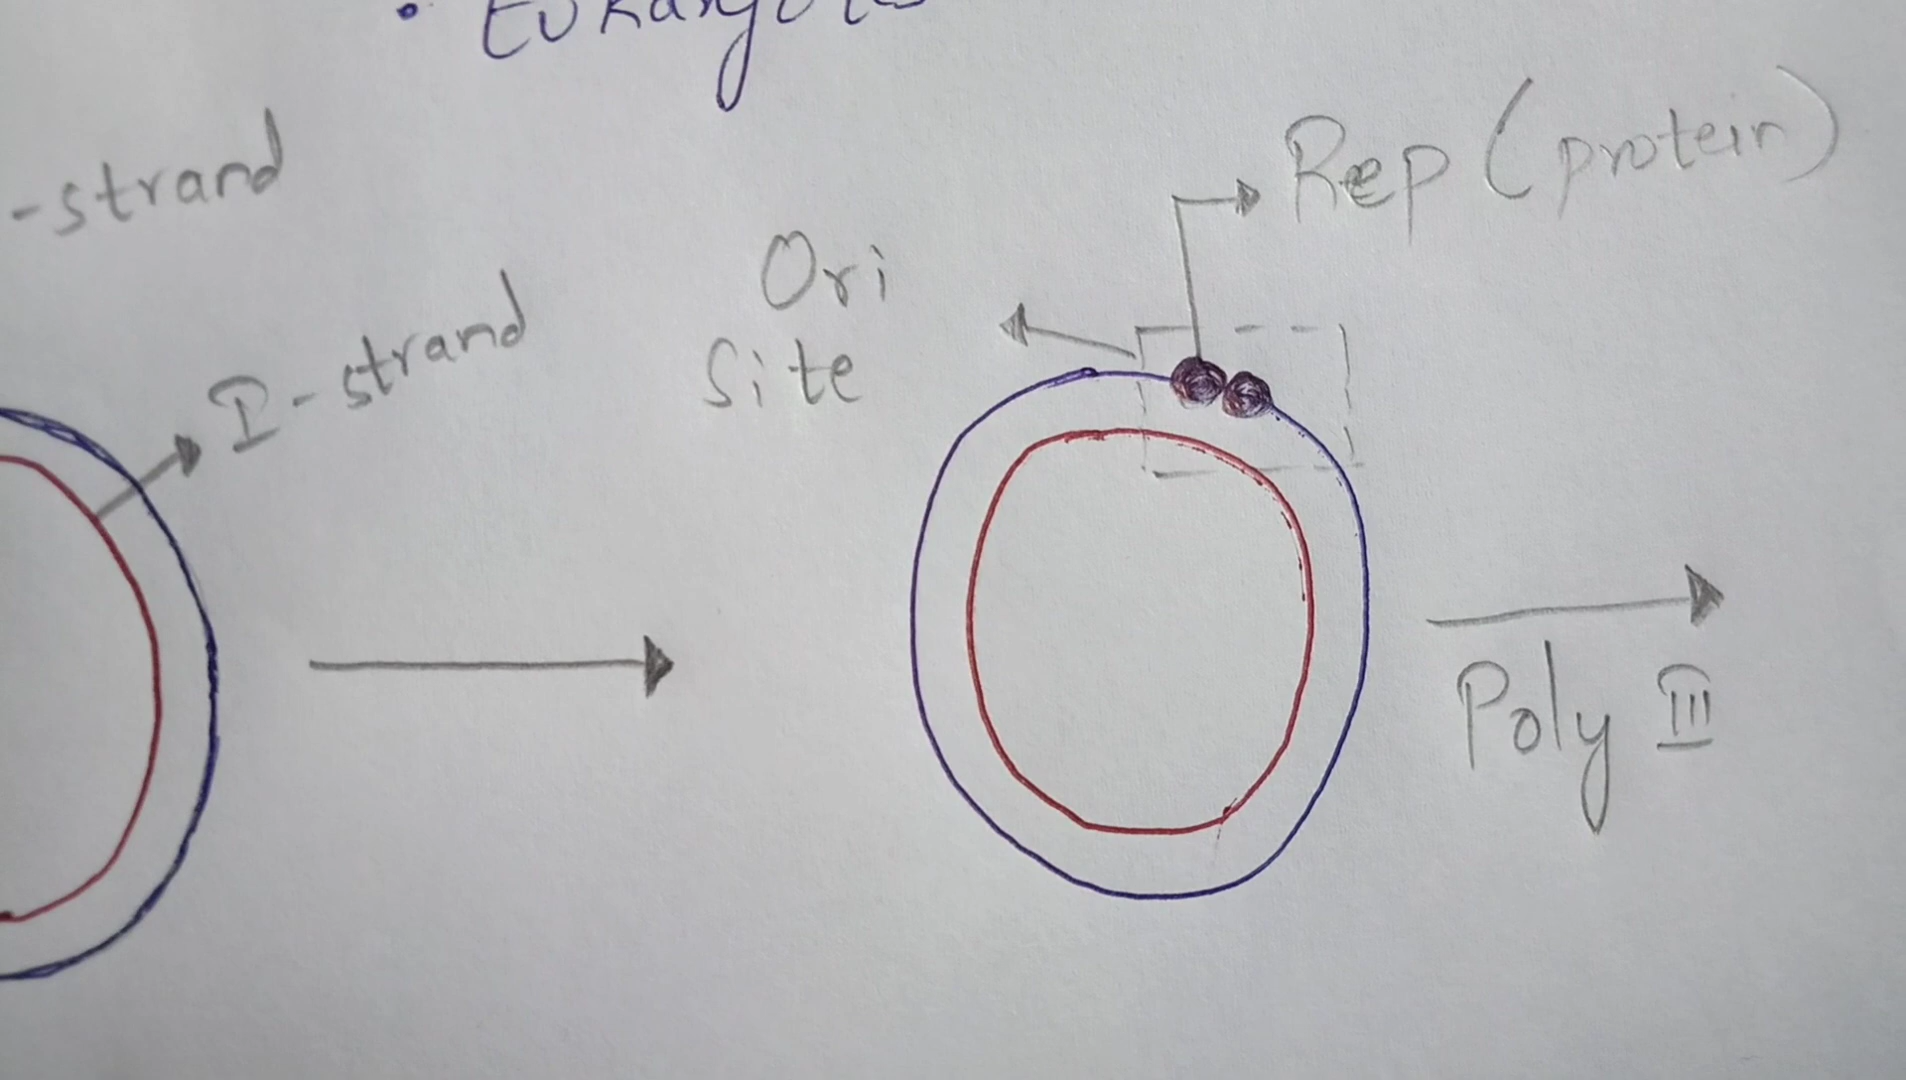 -strand
I-strand
Ori
Site
Rep (protein)
Poly III